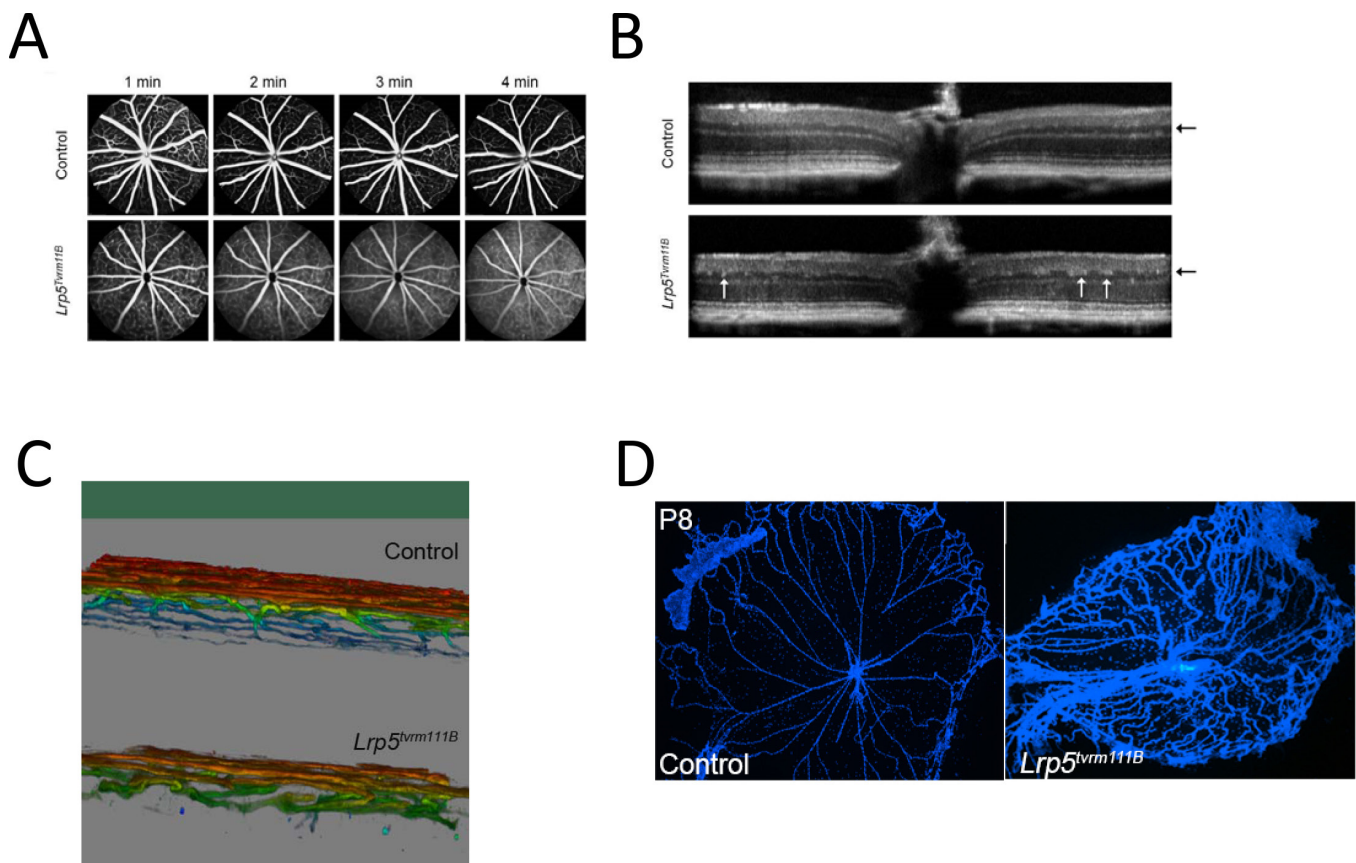 A
1 min 2 min 3 min 4 min
Control
Lrp5Tvrm111B
B
Control
Lrp5Tvrm111B
C
Control
Lrp5tvrm111B
D
P8
Control
Lrp5tvrm111B